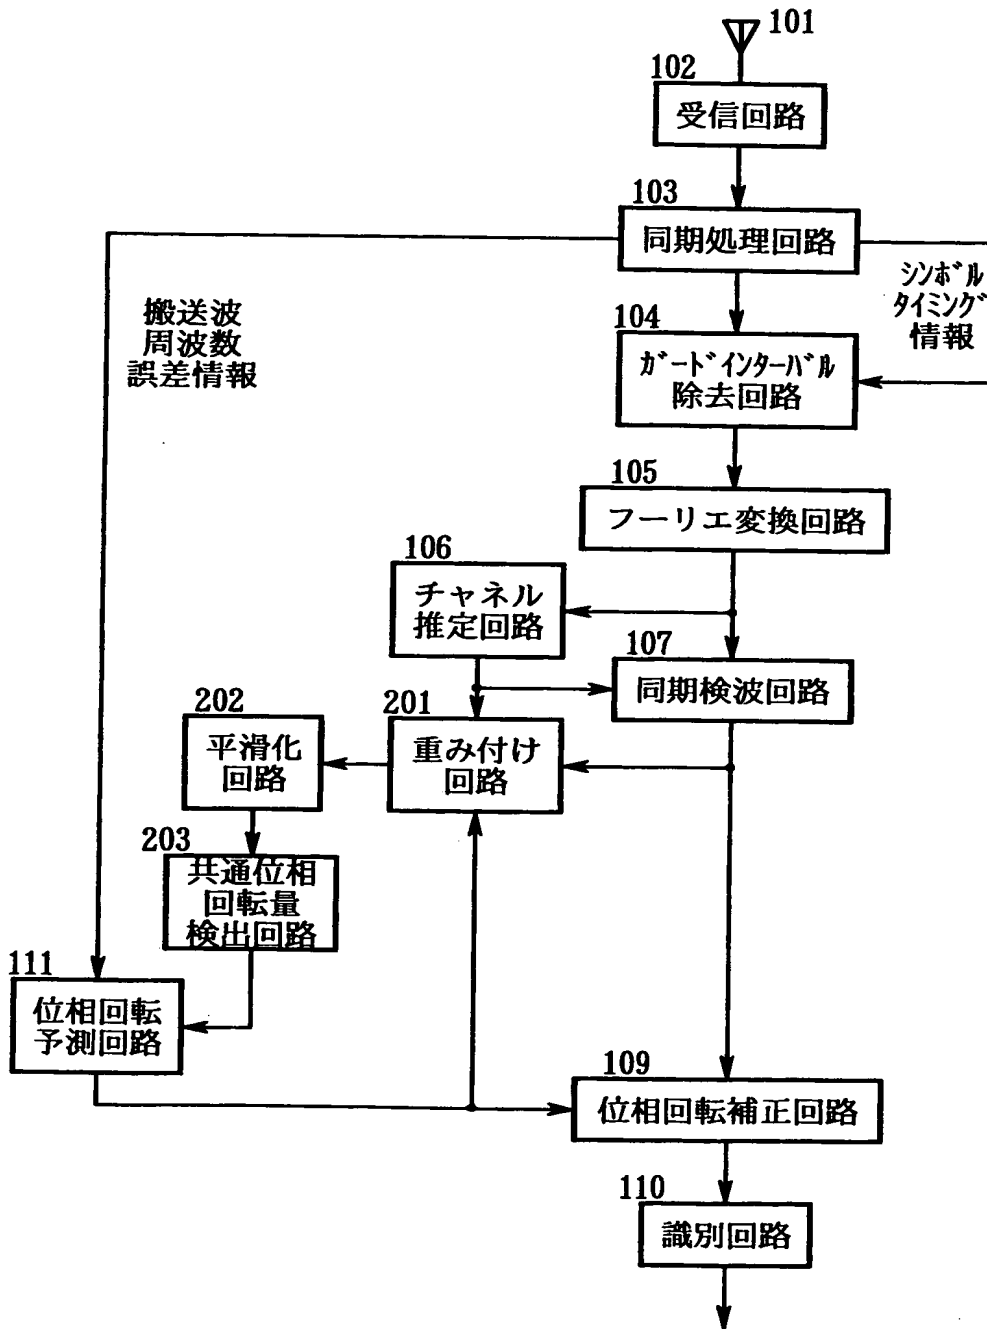 101
102
受信回路
103
同期処理回路
シンボル
タイミング
情報
搬送波
周波数
誤差情報
104
ガードインターバル
除去回路
105
フーリエ変換回路
106
チャネル
推定回路
107
同期検波回路
201
重み付け
回路
202
平滑化
回路
203
共通位相
回転量
検出回路
111
位相回転
予測回路
109
位相回転補正回路
110
識別回路